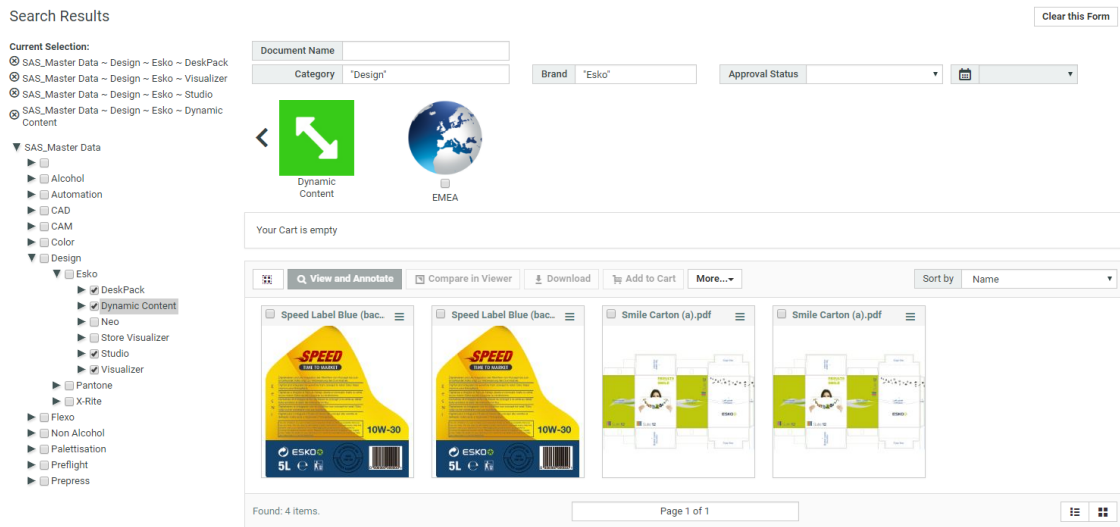 Search Results
Clear this Form
Current Selection:
SAS_Master Data ~ Design ~ Esko ~ DeskPack
SAS_Master Data ~ Design ~ Esko ~ Visualizer
SAS_Master Data ~ Design ~ Esko ~ Studio
SAS_Master Data ~ Design ~ Esko ~ Dynamic
Content
SAS_Master Data
Alcohol
Automation
CAD
CAM
Color
Design
Esko
DeskPack
Dynamic Content
Neo
Store Visualizer
Studio
Visualizer
Pantone
X-Rite
Flexo
Non Alcohol
Palettisation
Preflight
Prepress
Document Name
Category "Design" Brand "Esko" Approval Status
Dynamic
Content
EMEA
Your Cart is empty
View and Annotate Compare in Viewer Download Add to Cart More... Sort by Name
Speed Label Blue (bac.. Speed Label Blue (bac.. Smile Carton (a).pdf Smile Carton (a).pdf
SPEED
TIME TO MARKET
10W-30
ESKO
5L
SPEED
TIME TO MARKET
10W-30
ESKO
5L
ESKO
ESKO
Found: 4 items.
Page 1 of 1